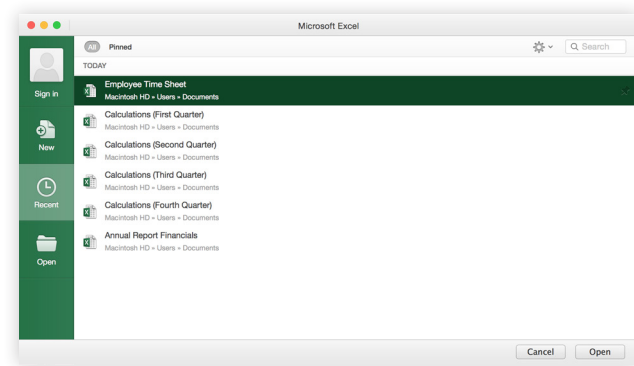 Microsoft Excel
All Pinned
Search
TODAY
Sign in
New
Recent
Open
Employee Time Sheet
Macintosh HD » Users » Documents
Calculations (First Quarter)
Macintosh HD » Users » Documents
Calculations (Second Quarter)
Macintosh HD » Users » Documents
Calculations (Third Quarter)
Macintosh HD » Users » Documents
Calculations (Fourth Quarter)
Macintosh HD » Users » Documents
Annual Report Financials
Macintosh HD » Users » Documents
Cancel Open